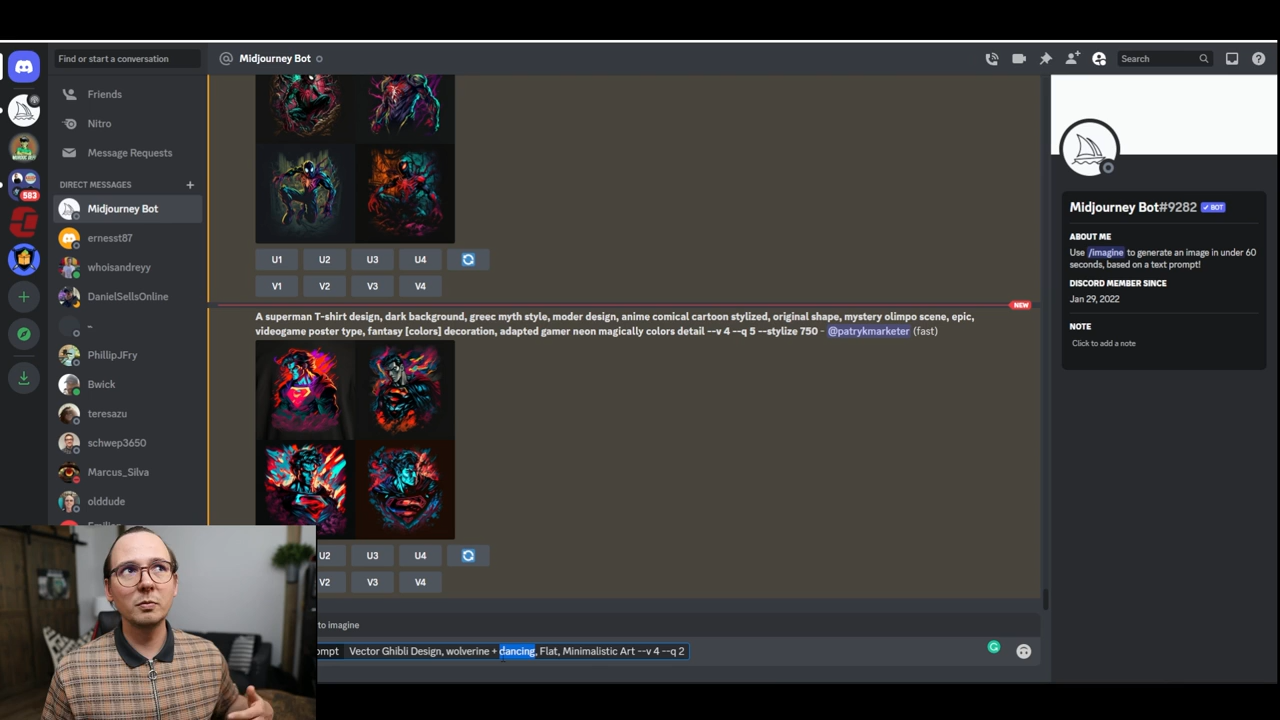 Find or start a conversation
Midjourney Bot
Search
Friends
Nitro
Message Requests
DIRECT MESSAGES
Midjourney Bot
ernesst87
whoisandreyy
DanielSellsOnline
PhillipJFry
Bwick
teresazu
schwep3650
Marcus_Silva
olddude
583
U1 U2 U3 U4
V1 V2 V3 V4
NEW
A superman T-shirt design, dark background, greec myth style, moder design, anime comical cartoon stylized, original shape, mystery olimpo scene, epic,
videogame poster type, fantasy [colors] decoration, adapted gamer neon magically colors detail --v 4 --q 5 --stylize 750 - @patrykmarketer (fast)
U2 U3 U4
V2 V3 V4
to imagine
ompt Vector Ghibli Design, wolverine + dancing, Flat, Minimalistic Art --v 4 --q 2
Midjourney Bot#9282 BOT
ABOUT ME
Use /imagine to generate an image in under 60
seconds, based on a text prompt!
DISCORD MEMBER SINCE
Jan 29, 2022
NOTE
Click to add a note